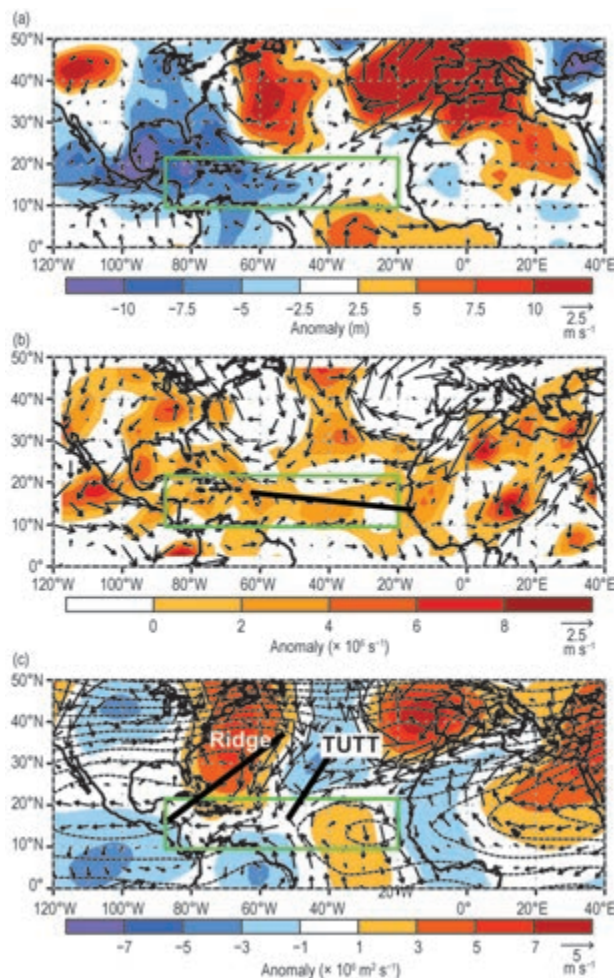 (a)
50°N
40°N
30°N
20°N
10°N
0°
120°W 100°W 80°W 60°W 40°W 20°W 0° 20°E 40°E
−10 −7.5 −5 −2.5 2.5 5 7.5 10 2.5
Anomaly (m) m s⁻¹
(b)
50°N
40°N
30°N
20°N
10°N
0°
120°W 100°W 80°W 60°W 40°W 20°W 0° 20°E 40°E
0 2 4 6 8 2.5
Anomaly (× 10⁶ s⁻¹) m s⁻¹
(c)
50°N
40°N
Ridge TUTT
30°N
20°N
10°N
0°
20°W
120°W 100°W 80°W 60°W 40°W 20°W 0° 20°E 40°E
−7 −5 −3 −1 1 3 5 7 5
Anomaly (× 10⁶ m² s⁻¹) m s⁻¹